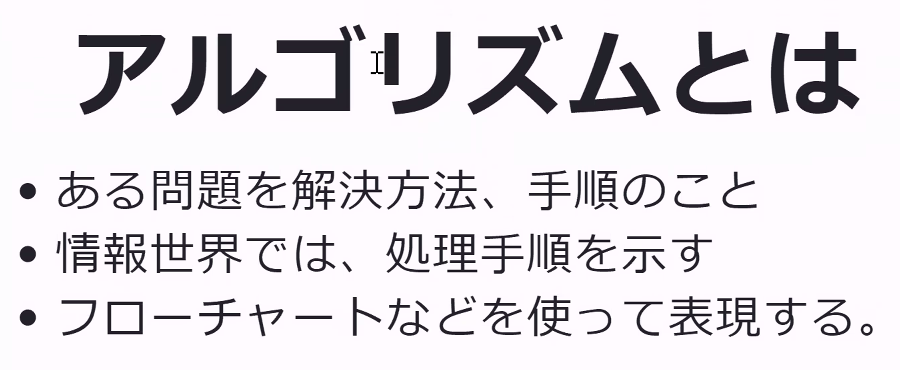 アルゴリズムとは
• ある問題を解決方法、手順のこと
• 情報世界では、処理手順を示す
• フローチャートなどを使って表現する。